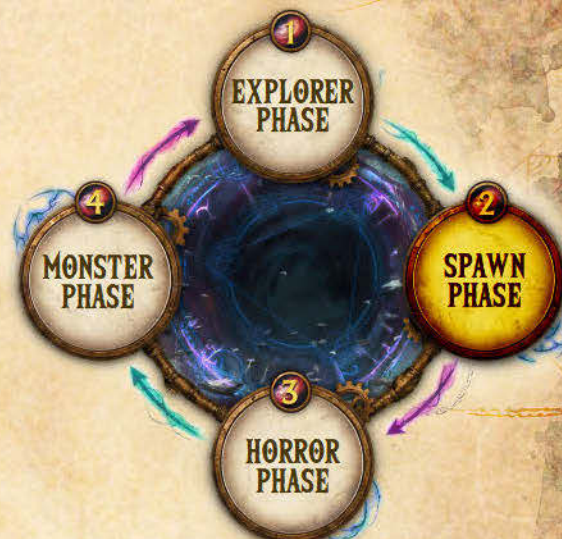 1
EXPLORER
PHASE
2
SPAWN
PHASE
3
HORROR
PHASE
4
MONSTER
PHASE